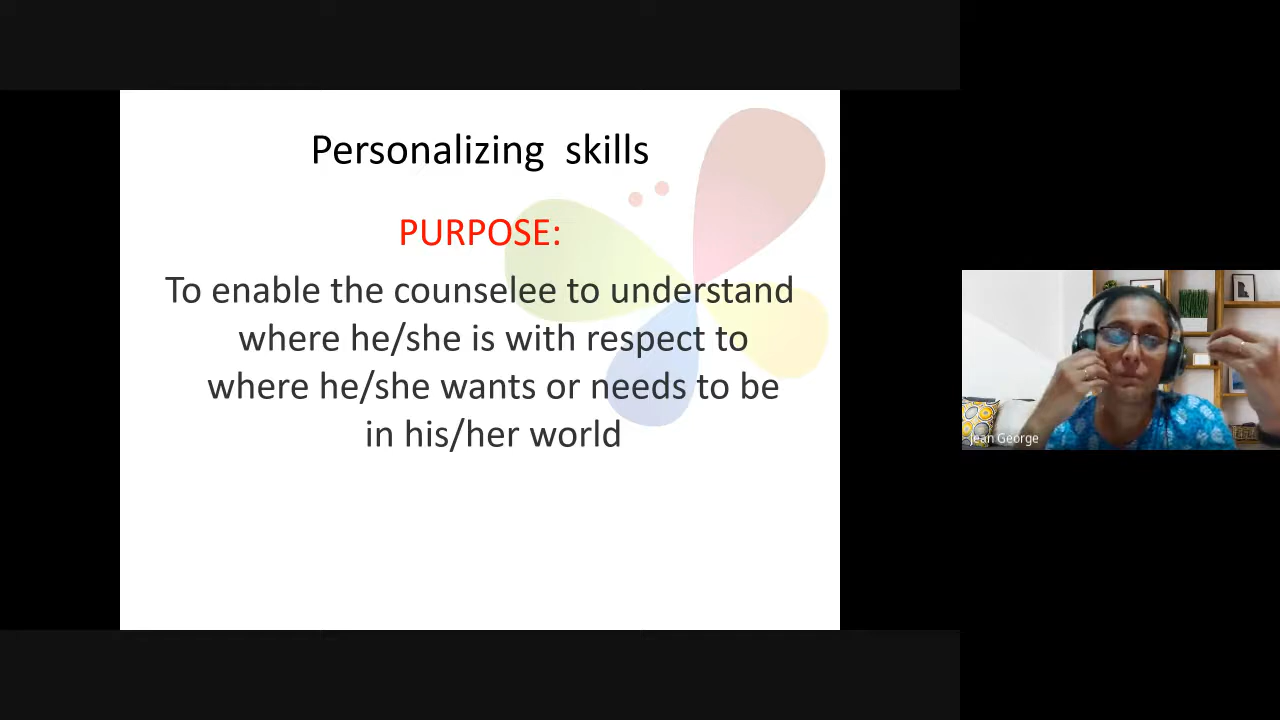 Personalizing skills
PURPOSE:
To enable the counselee to understand
where he/she is with respect to
where he/she wants or needs to be
in his/her world
Jean George